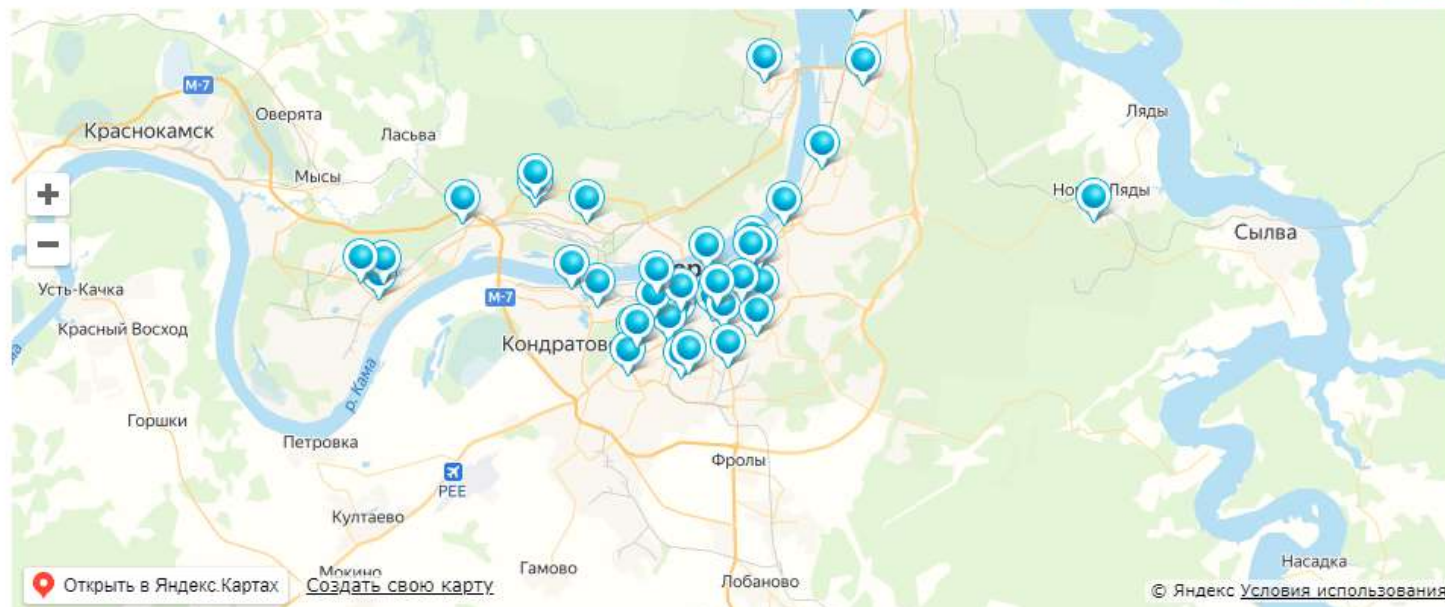 М-7
Оверята
Краснокамск
Ласьва
Мысы
Ляды
Сылва
Усть-Качка
Красный Восход
М-7
Кондратово
р. Кама
Горшки
Петровка
Фролы
PEE
Култаево
Мокино
Гамово
Лобаново
Насадка
Открыть в Яндекс.Картах
Создать свою карту
© Яндекс Условия использования